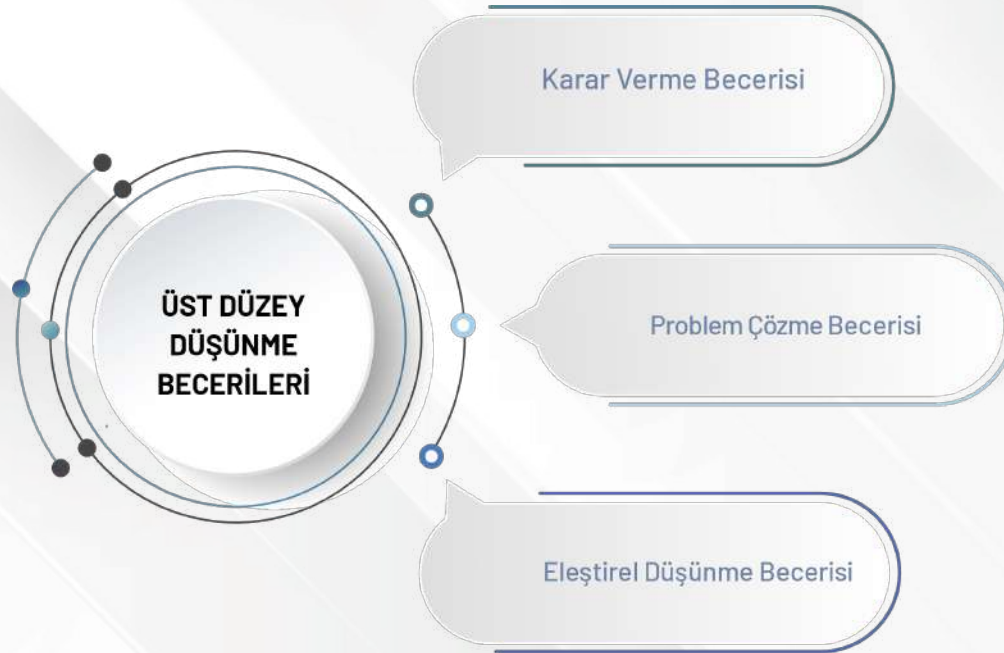 ÜST DÜZEY
DÜŞÜNME
BECERİLERİ
Karar Verme Becerisi
Problem Çözme Becerisi
Eleştirel Düşünme Becerisi